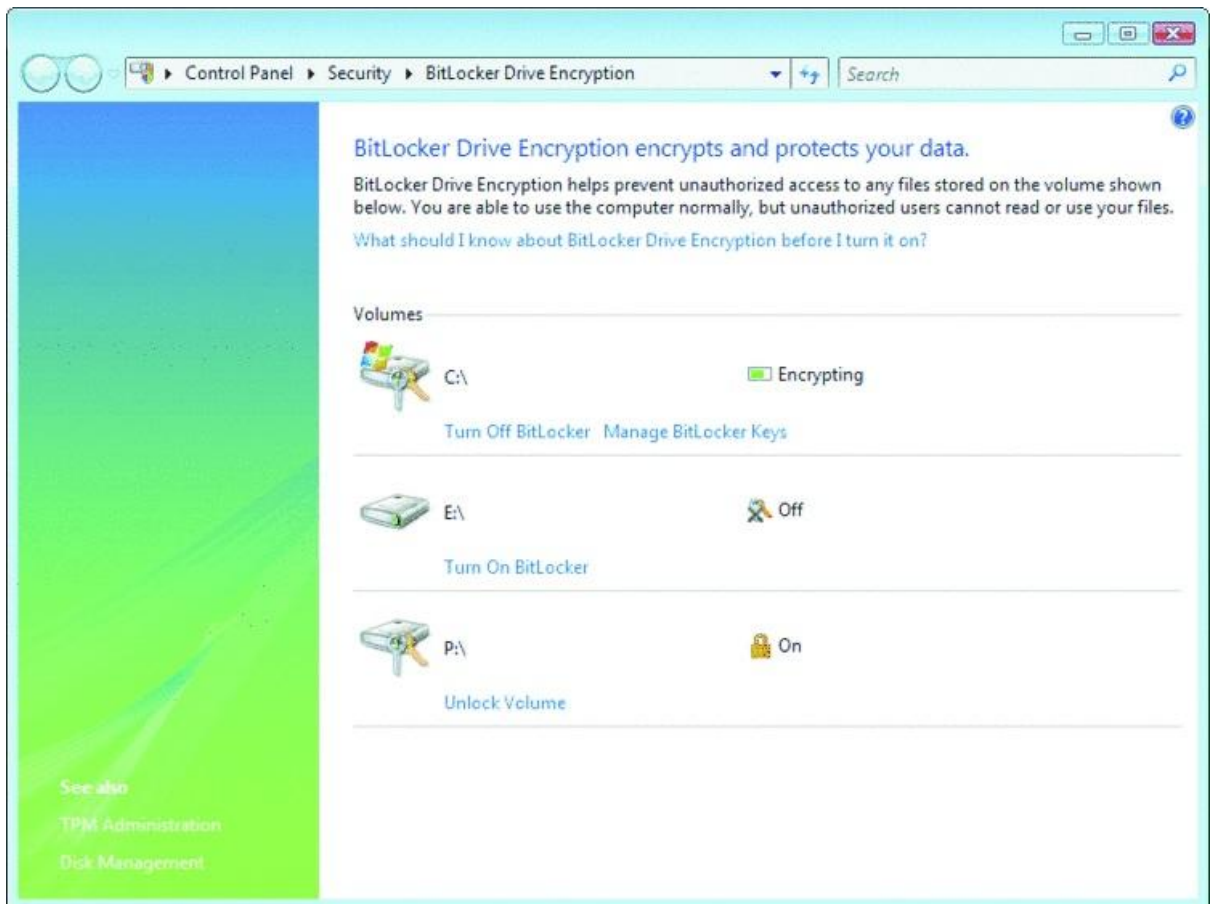 Control Panel ▸ Security ▸ BitLocker Drive Encryption
Search
BitLocker Drive Encryption encrypts and protects your data.
BitLocker Drive Encryption helps prevent unauthorized access to any files stored on the volume shown
below. You are able to use the computer normally, but unauthorized users cannot read or use your files.
What should I know about BitLocker Drive Encryption before I turn it on?
Volumes
C:\ Encrypting
Turn Off BitLocker Manage BitLocker Keys
E:\ Off
Turn On BitLocker
P:\ On
Unlock Volume
See also
TPM Administration
Disk Management